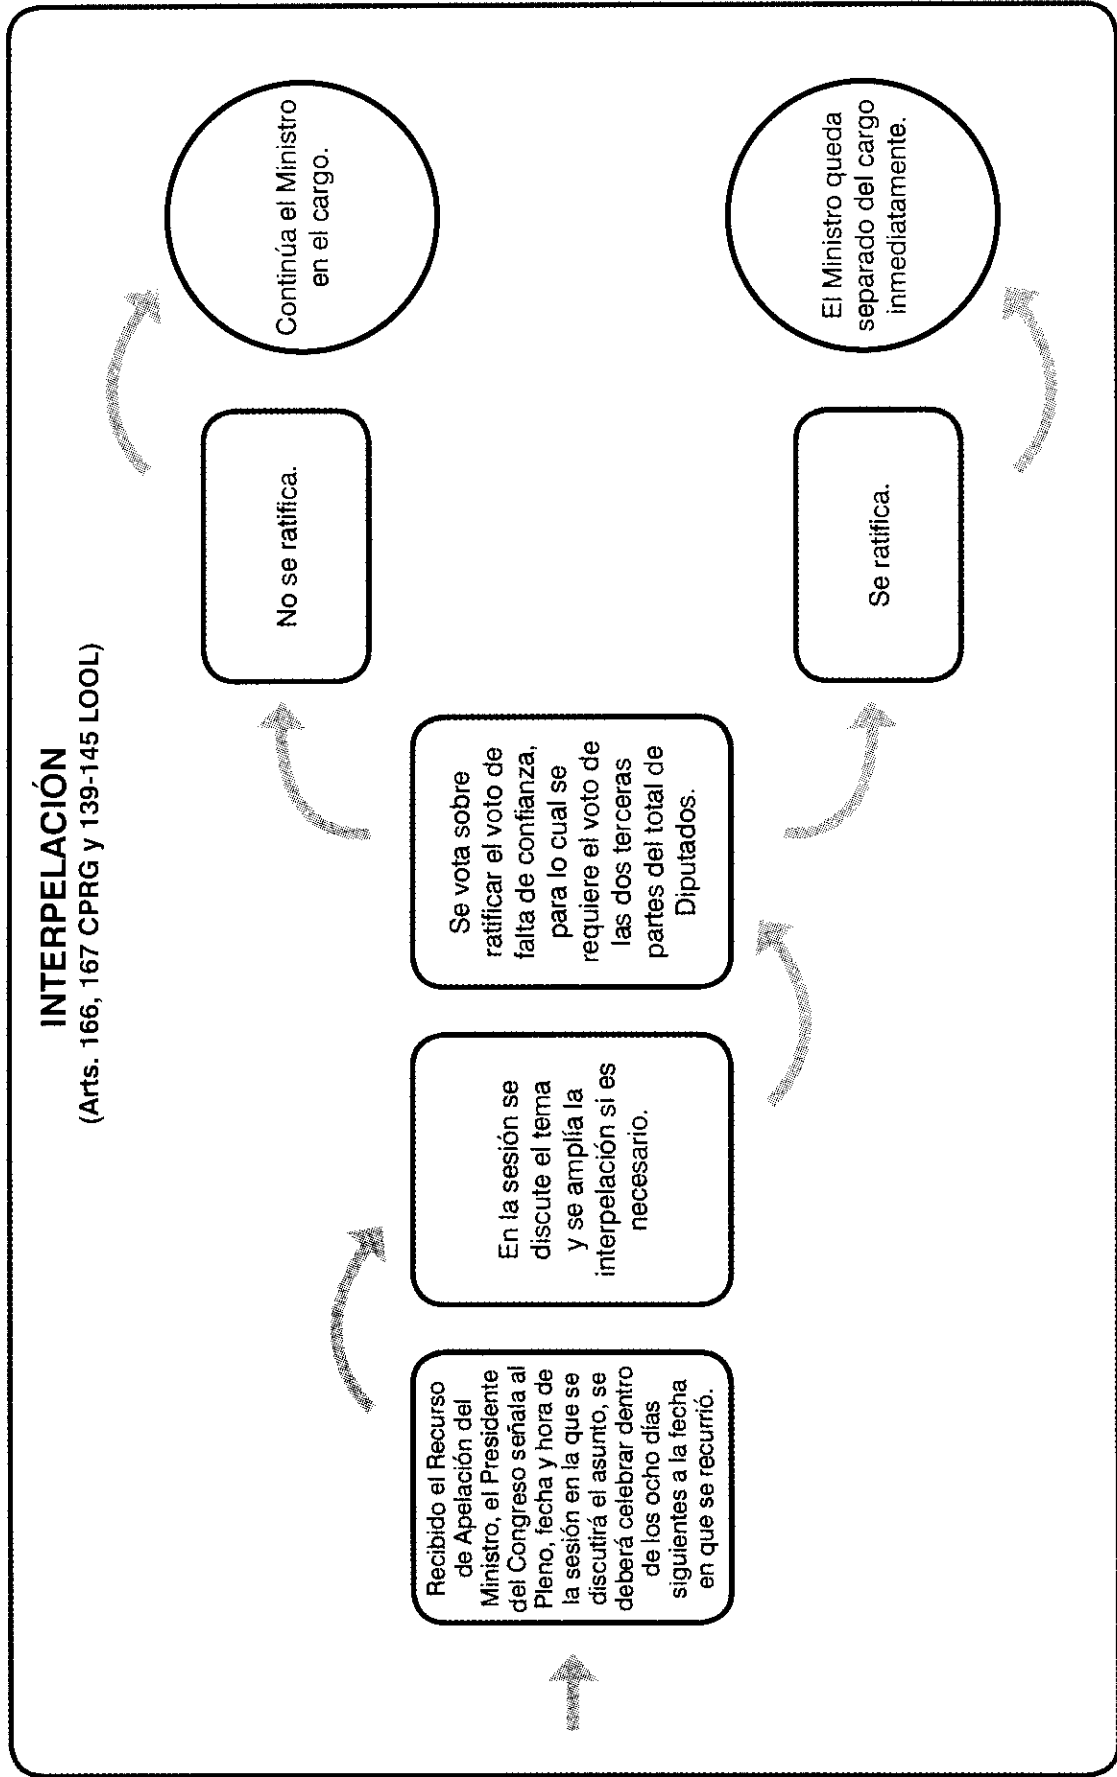 INTERPELACIÓN
(Arts. 166, 167 CPRG y 139-145 LOOL)
Recibido el Recurso
de Apelación del
Ministro, el Presidente
del Congreso señala al
Pleno, fecha y hora de
la sesión en la que se
discutirá el asunto, se
deberá celebrar dentro
de los ocho días
siguientes a la fecha
en que se recurrió.
En la sesión se
discute el tema
y se amplía la
interpelación si es
necesario.
Se vota sobre
ratificar el voto de
falta de confianza,
para lo cual se
requiere el voto de
las dos terceras
partes del total de
Diputados.
No se ratifica.
Continúa el Ministro
en el cargo.
Se ratifica.
El Ministro queda
separado del cargo
inmediatamente.